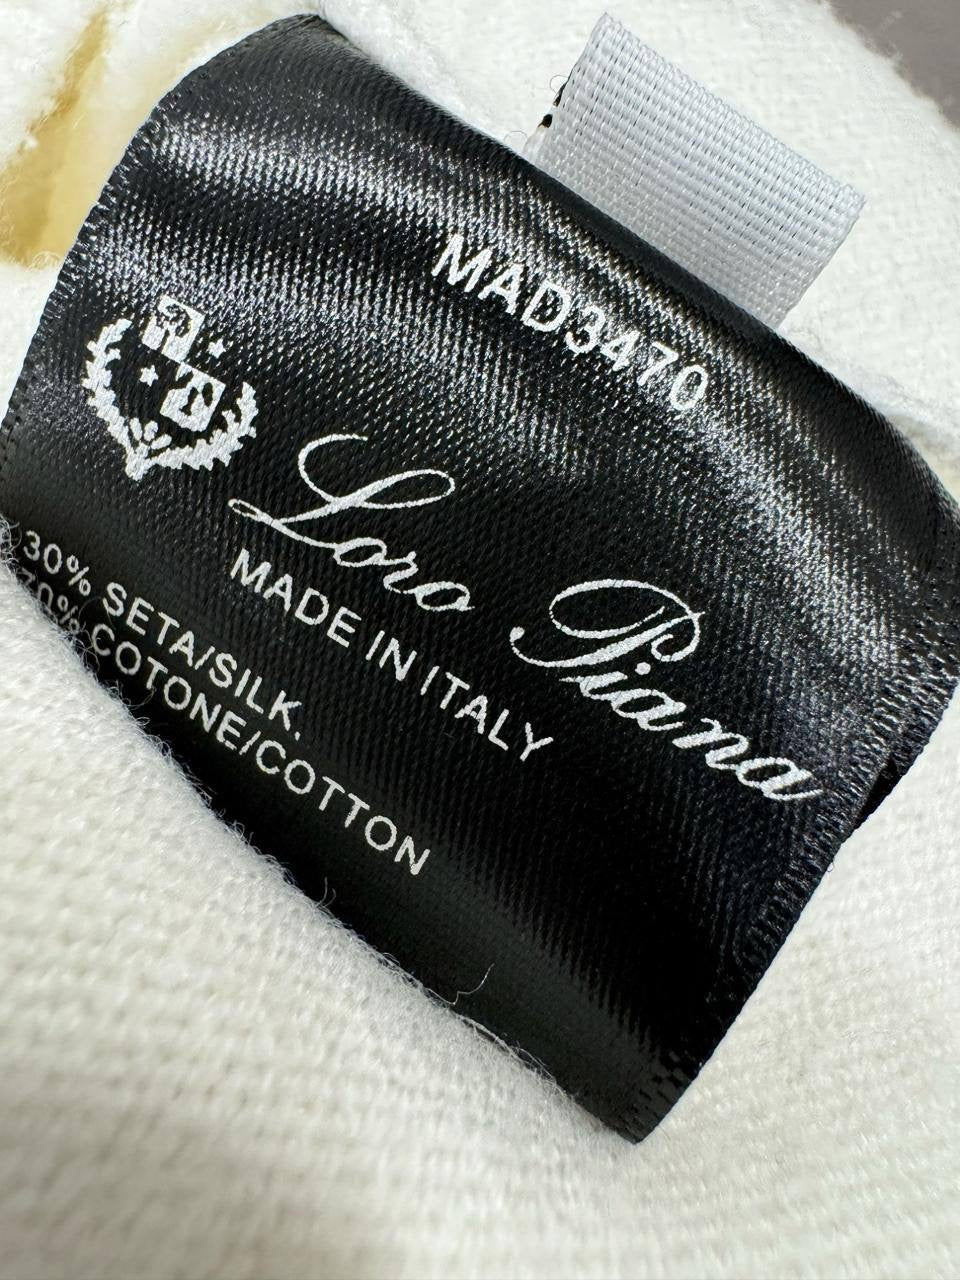 MAD3470
Loro Piana
MADE IN ITALY
30% SETA/SILK.
70% COTONE/COTTON